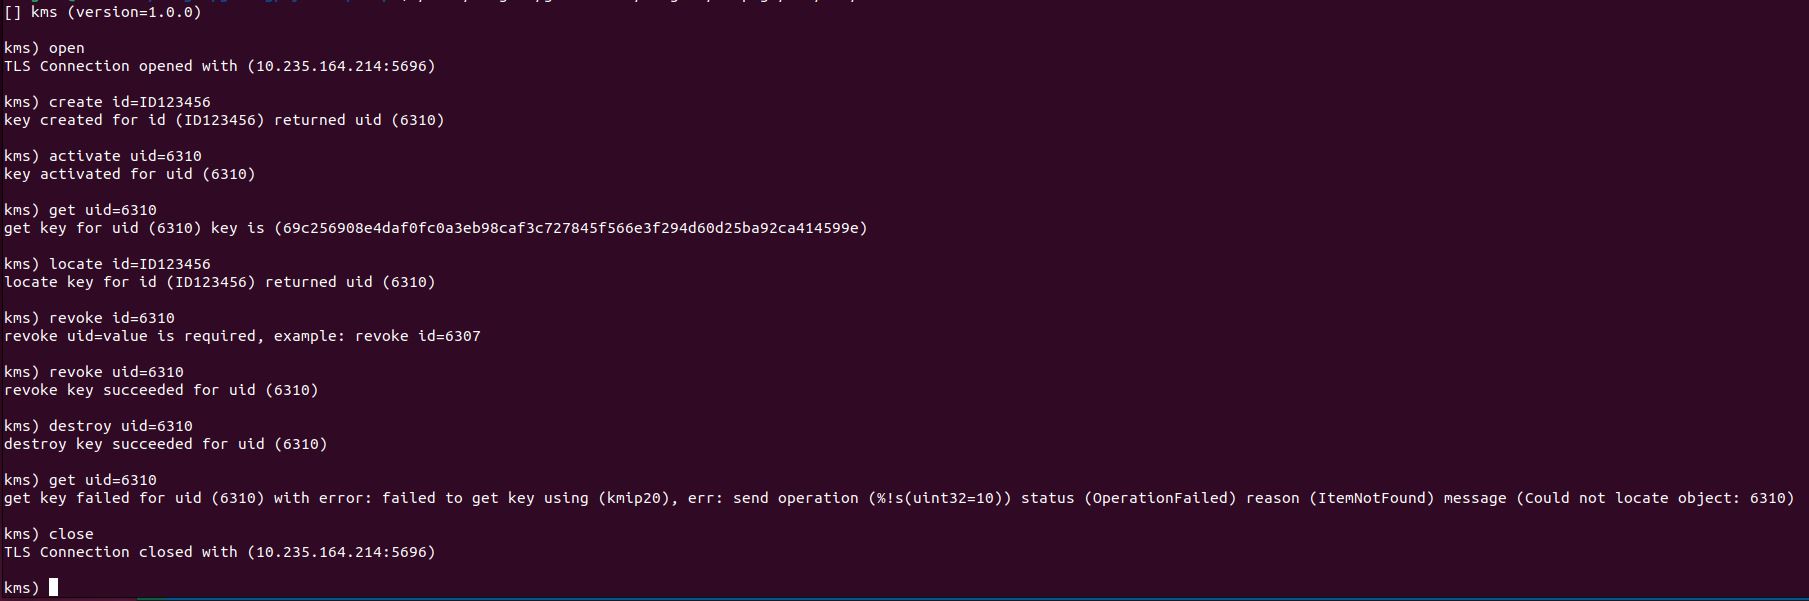 [] kms (version=1.0.0)
kms) open
TLS Connection opened with (10.235.164.214:5696)
kms) create id=ID123456
key created for id (ID123456) returned uid (6310)
kms) activate uid=6310
key activated for uid (6310)
kms) get uid=6310
get key for uid (6310) key is (69c256908e4daf0fc0a3eb98caf3c727845f566e3f294d60d25ba92ca414599e)
kms) locate id=ID123456
locate key for id (ID123456) returned uid (6310)
kms) revoke id=6310
revoke uid=value is required, example: revoke id=6307
kms) revoke uid=6310
revoke key succeeded for uid (6310)
kms) destroy uid=6310
destroy key succeeded for uid (6310)
kms) get uid=6310
get key failed for uid (6310) with error: failed to get key using (kmip20), err: send operation (%!s(uint32=10)) status (OperationFailed) reason (ItemNotFound) message (Could not locate object: 6310)
kms) close
TLS Connection closed with (10.235.164.214:5696)
kms)